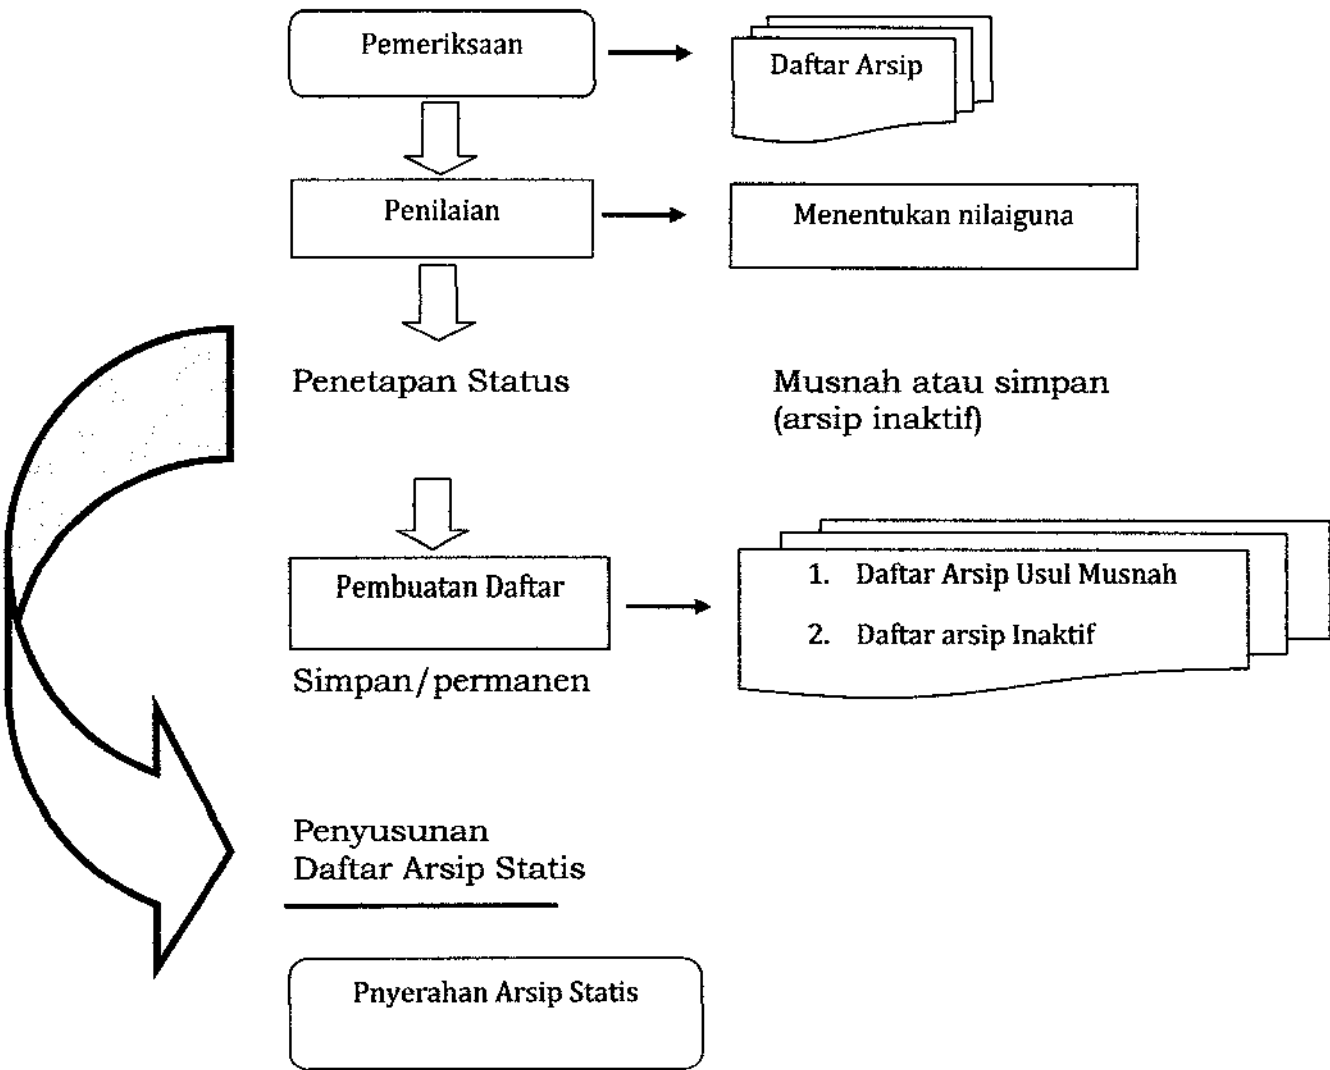 Pemeriksaan
Daftar Arsip
Penilaian
Menentukan nilaiguna
Penetapan Status
Musnah atau simpan
(arsip inaktif)
Pembuatan Daftar
1. Daftar Arsip Usul Musnah
2. Daftar arsip Inaktif
Simpan/permanen
Penyusunan
Daftar Arsip Statis
Pnyerahan Arsip Statis